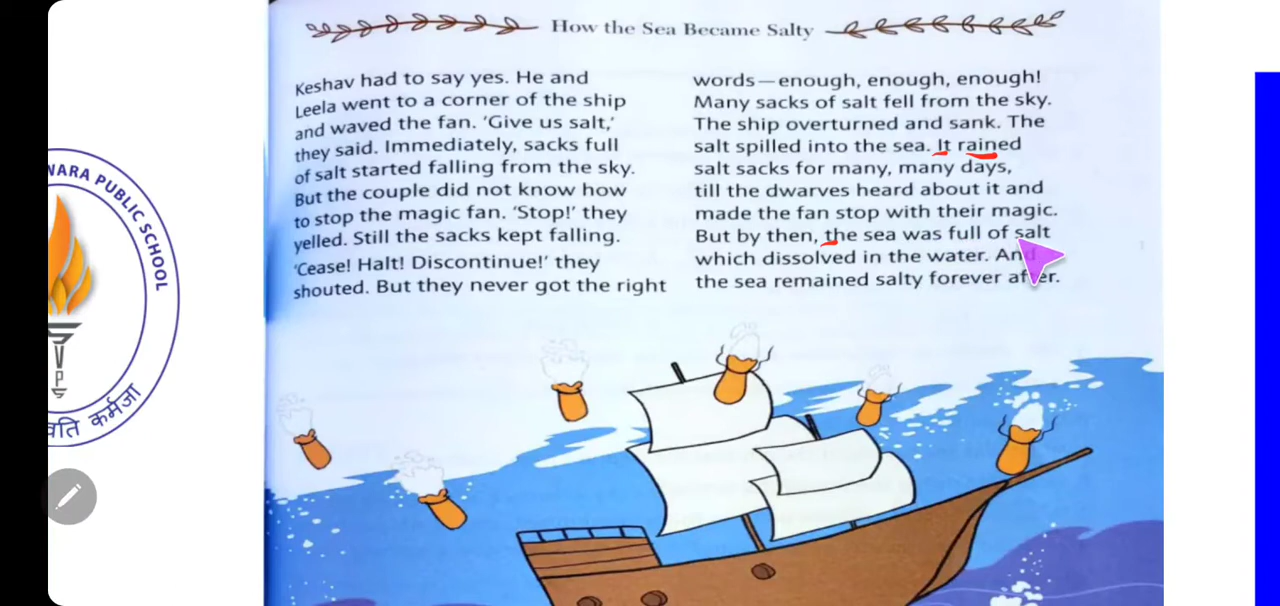 How the Sea Became Salty
Keshav had to say yes. He and
Leela went to a corner of the ship
and waved the fan. ‘Give us salt,’
they said. Immediately, sacks full
of salt started falling from the sky.
But the couple did not know how
to stop the magic fan. ‘Stop!’ they
yelled. Still the sacks kept falling.
‘Cease! Halt! Discontinue!’ they
shouted. But they never got the right
words—enough, enough, enough!
Many sacks of salt fell from the sky.
The ship overturned and sank. The
salt spilled into the sea. It rained
salt sacks for many, many days,
till the dwarves heard about it and
made the fan stop with their magic.
But by then, the sea was full of salt
which dissolved in the water. And
the sea remained salty forever after.
PUBLIC SCHOOL
VP
कर्मजा